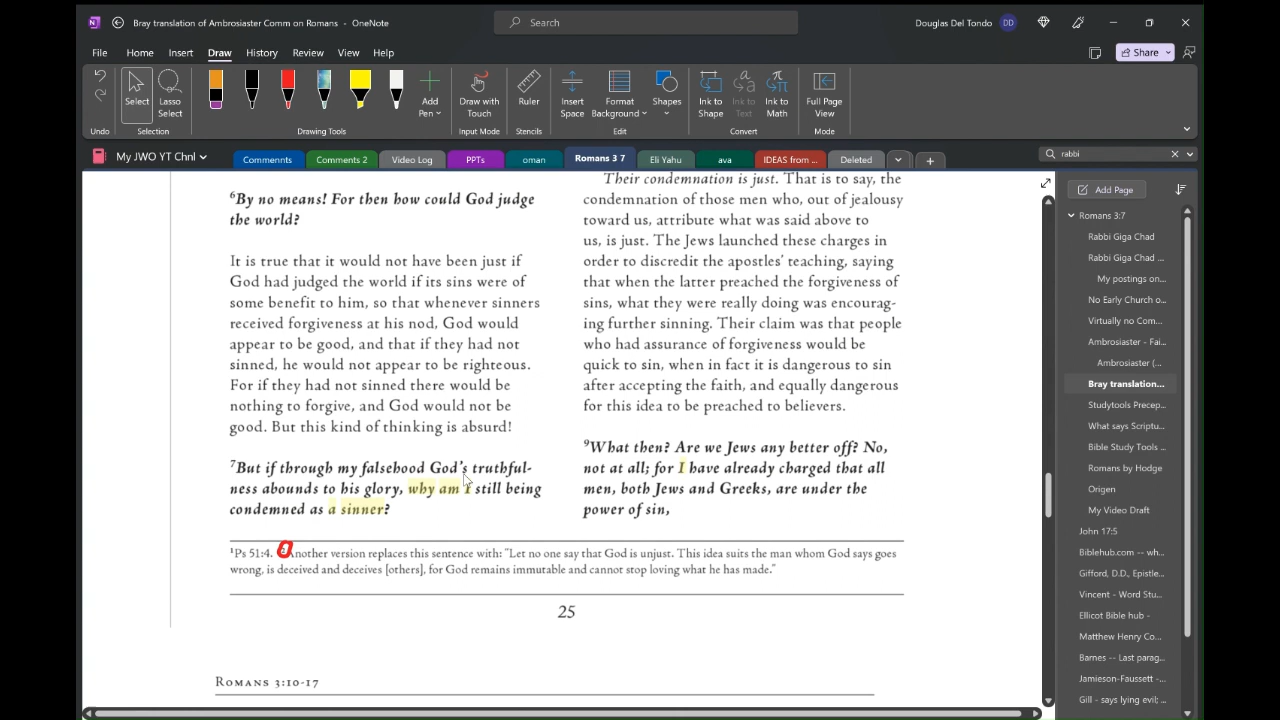 Bray translation of Ambrosiaster Comm on Romans - OneNote
Search
Douglas Del Tondo DD
File Home Insert Draw History Review View Help
Share
Select
Lasso Select
Add Pen
Draw with Touch
Ruler
Insert Space
Format Background
Shapes
Ink to Shape
Ink to Text
Ink to Math
Full Page View
Undo Selection Drawing Tools Input Mode Stencils Edit Convert Mode
My JWO YT Chnl Commennts Comments 2 Video Log PPTs oman Romans 3 7 Eli Yahu ava IDEAS from ... Deleted
rabbi
⁶By no means! For then how could God judge
the world?
It is true that it would not have been just if
God had judged the world if its sins were of
some benefit to him, so that whenever sinners
received forgiveness at his nod, God would
appear to be good, and that if they had not
sinned, he would not appear to be righteous.
For if they had not sinned there would be
nothing to forgive, and God would not be
good. But this kind of thinking is absurd!
⁷But if through my falsehood God's truthful-
ness abounds to his glory, why am I still being
condemned as a sinner?
Their condemnation is just. That is to say, the
condemnation of those men who, out of jealousy
toward us, attribute what was said above to
us, is just. The Jews launched these charges in
order to discredit the apostles' teaching, saying
that when the latter preached the forgiveness of
sins, what they were really doing was encourag-
ing further sinning. Their claim was that people
who had assurance of forgiveness would be
quick to sin, when in fact it is dangerous to sin
after accepting the faith, and equally dangerous
for this idea to be preached to believers.
⁹What then? Are we Jews any better off? No,
not at all; for I have already charged that all
men, both Jews and Greeks, are under the
power of sin,
¹Ps 51:4. Another version replaces this sentence with: "Let no one say that God is unjust. This idea suits the man whom God says goes
wrong, is deceived and deceives [others], for God remains immutable and cannot stop loving what he has made."
25
Romans 3:10-17
Add Page
Romans 3:7
Rabbi Giga Chad
Rabbi Giga Chad ...
My postings on...
No Early Church o...
Virtually no Com...
Ambrosiaster - Fai...
Ambrosiaster (...
Bray translation...
Studytools Precep...
What says Scriptu...
Bible Study Tools ...
Romans by Hodge
Origen
My Video Draft
John 17:5
Biblehub.com -- wh...
Gifford, D.D., Epistle...
Vincent - Word Stu...
Ellicot Bible hub -
Matthew Henry Co...
Barnes -- Last parag...
Jamieson-Faussett -...
Gill - says lying evil; ...